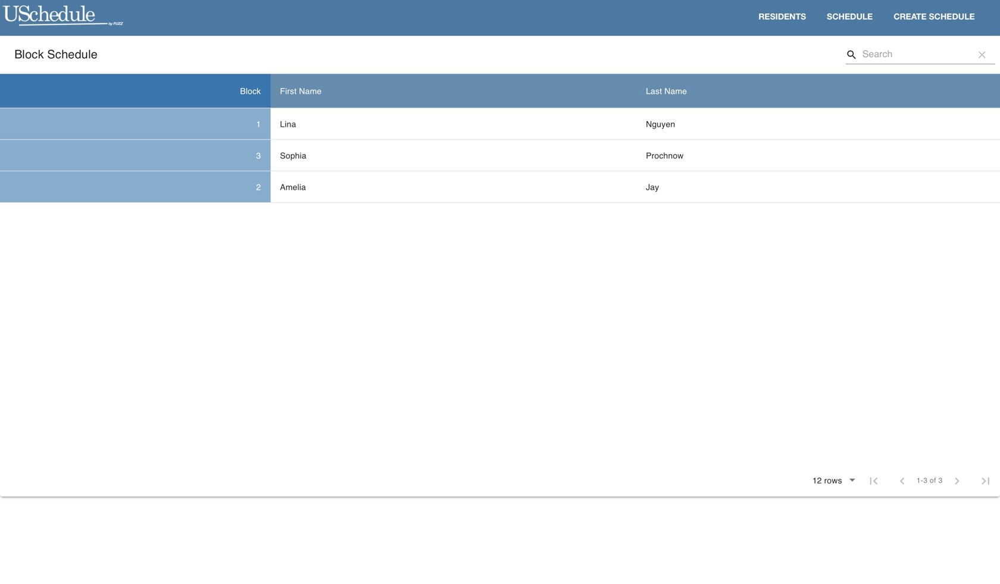 USchedule by FUZZ RESIDENTS SCHEDULE CREATE SCHEDULE
Block Schedule Search
Block First Name Last Name
1 Lina Nguyen
3 Sophia Prochnow
2 Amelia Jay
12 rows 1-3 of 3